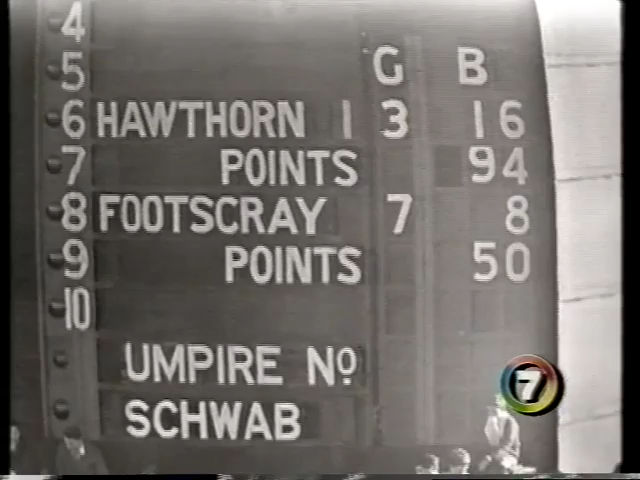 4
5 G B
6 HAWTHORN 13 16
7 POINTS 94
8 FOOTSCRAY 7 8
9 POINTS 50
10
UMPIRE Nº
SCHWAB
7